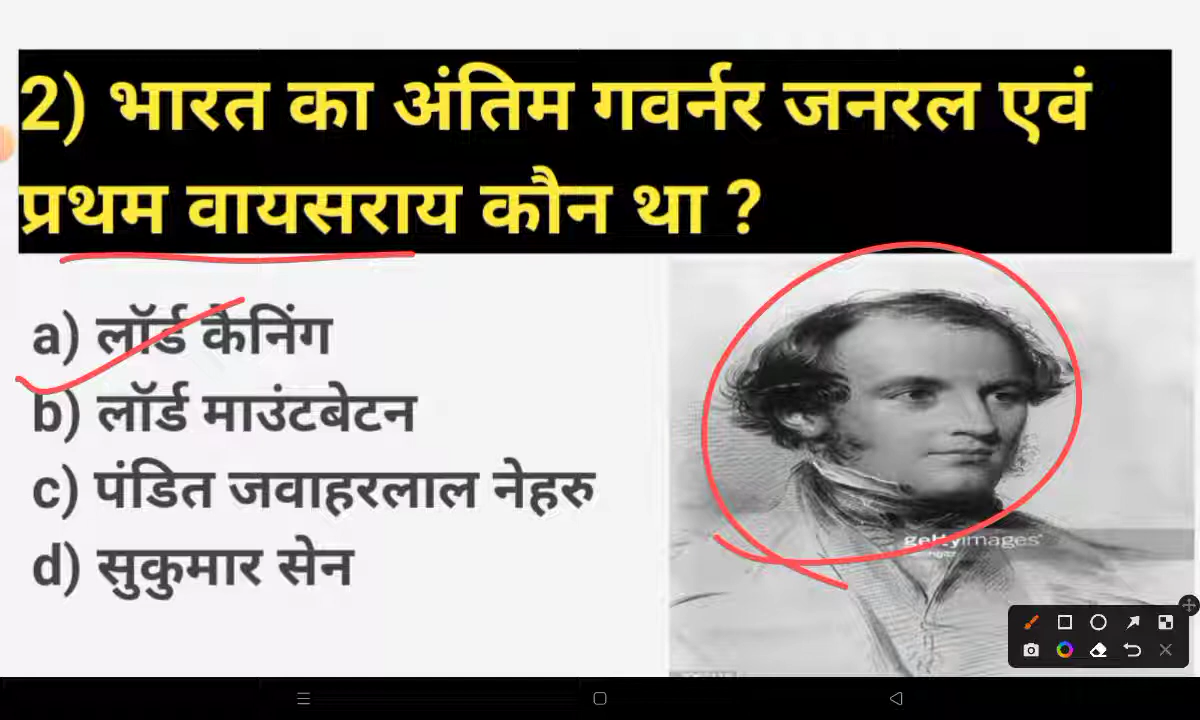 2) भारत का अंतिम गवर्नर जनरल एवं
प्रथम वायसराय कौन था ?
a) लॉर्ड कैनिंग
b) लॉर्ड माउंटबेटन
c) पंडित जवाहरलाल नेहरु
d) सुकुमार सेन
gettyimages